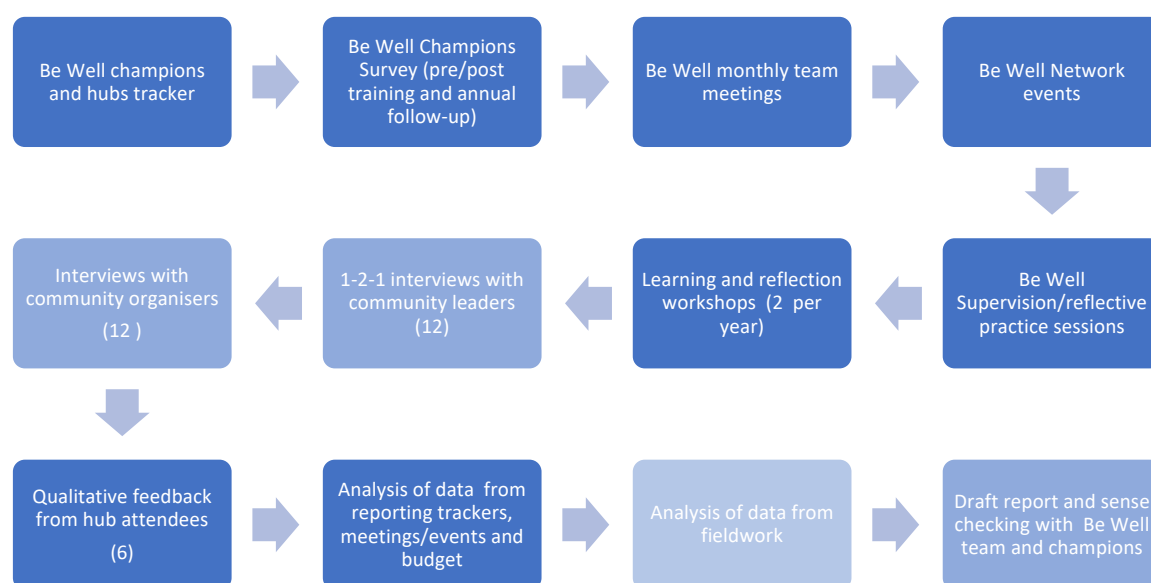 Be Well champions
and hubs tracker
Be Well Champions
Survey (pre/post
training and annual
follow-up)
Be Well monthly team
meetings
Be Well Network
events
Be Well
Supervision/reflective
practice sessions
Learning and reflection
workshops (2 per
year)
1-2-1 interviews with
community leaders
(12)
Interviews with
community organisers
(12 )
Qualitative feedback
from hub attendees
(6)
Analysis of data from
reporting trackers,
meetings/events and
budget
Analysis of data from
fieldwork
Draft report and sense
checking with Be Well
team and champions